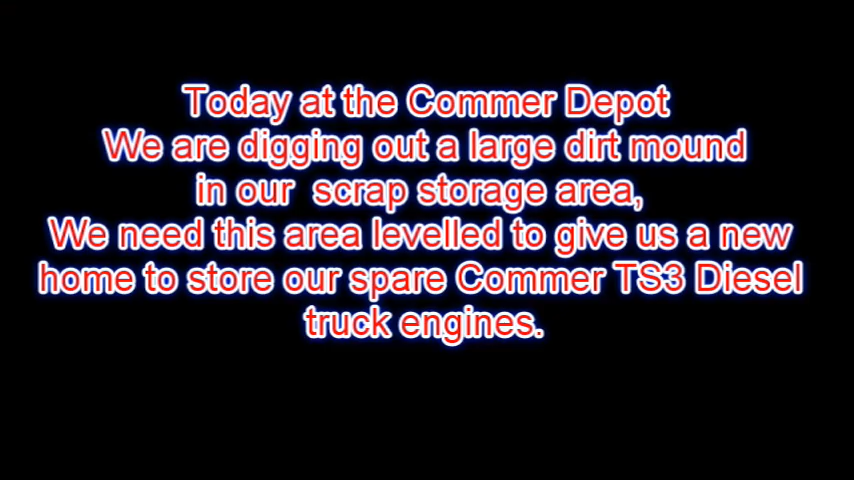 Today at the Commer Depot
We are digging out a large dirt mound
in our  scrap storage area,
We need this area levelled to give us a new
home to store our spare Commer TS3 Diesel
truck engines.